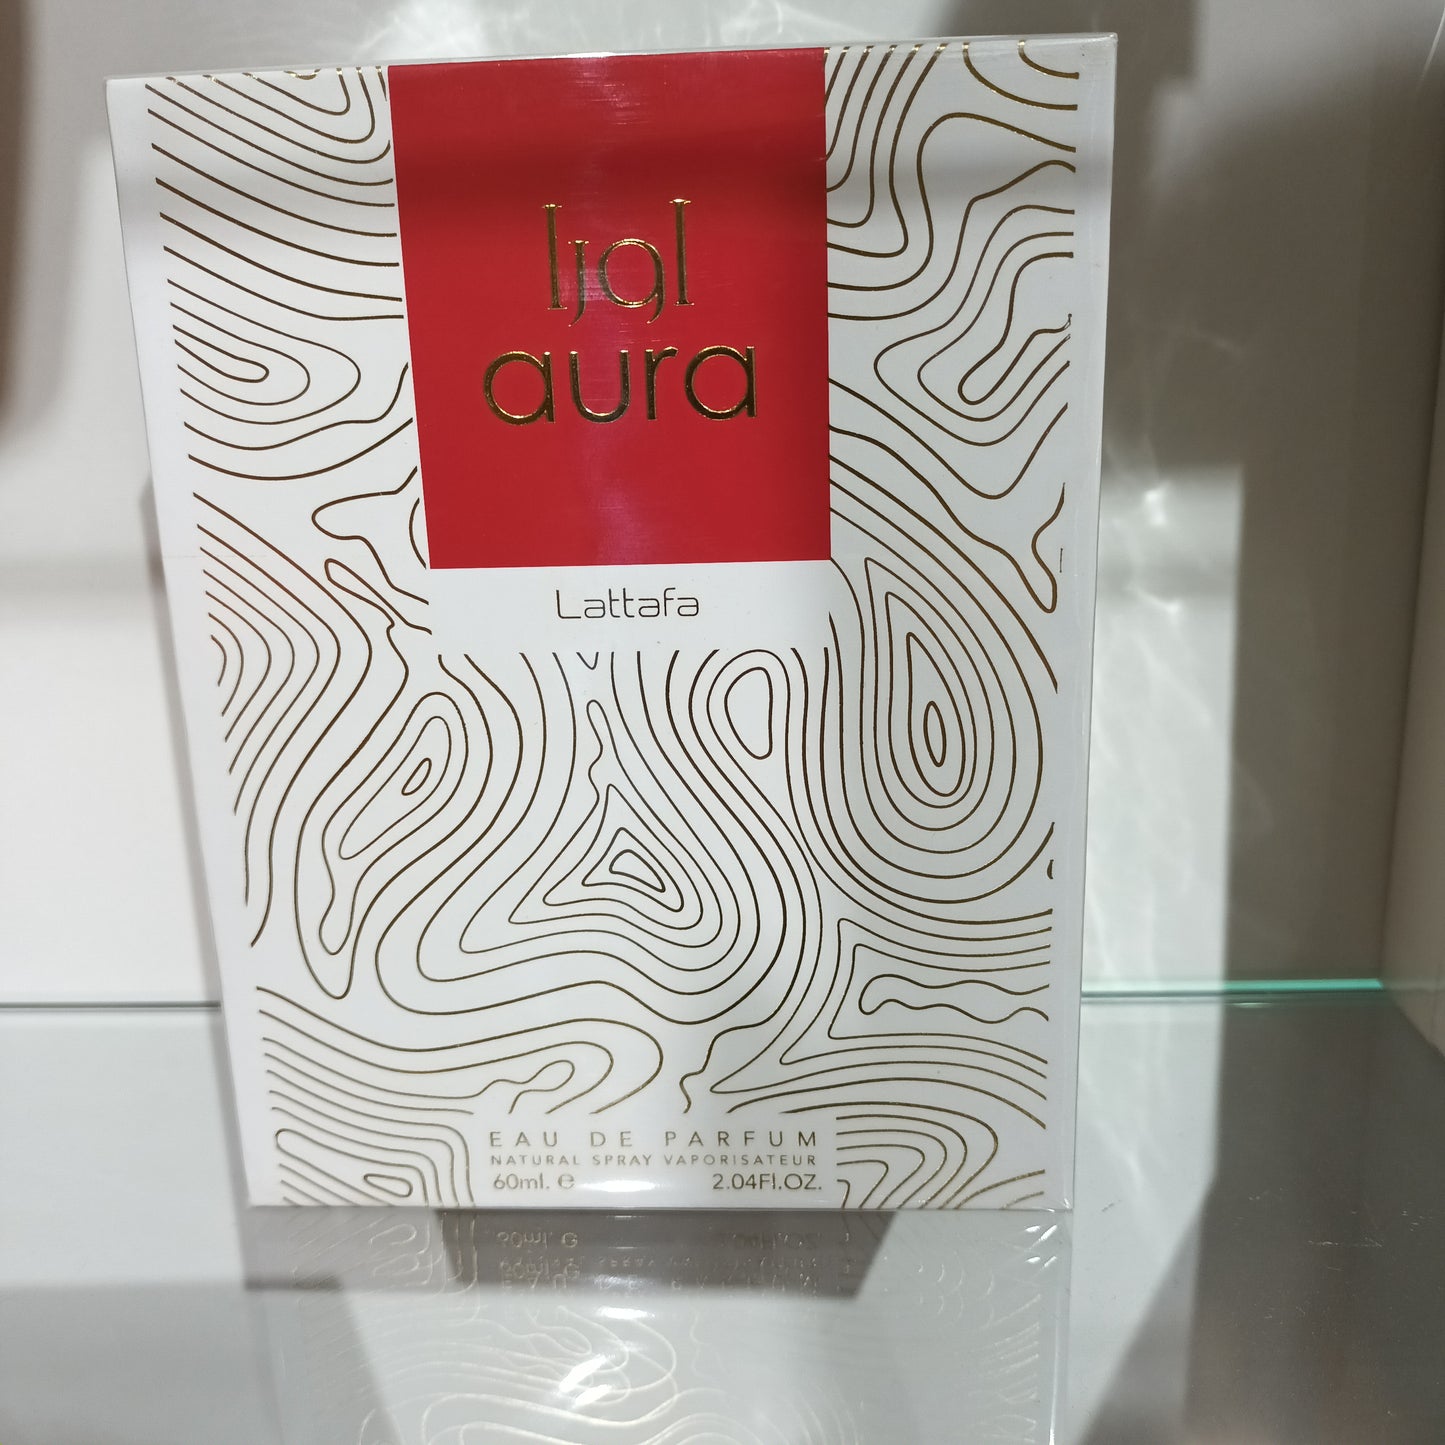 اورا
aura
Lattafa
EAU DE PARFUM
NATURAL SPRAY VAPORISATEUR
60ml. e 2.04Fl.OZ.